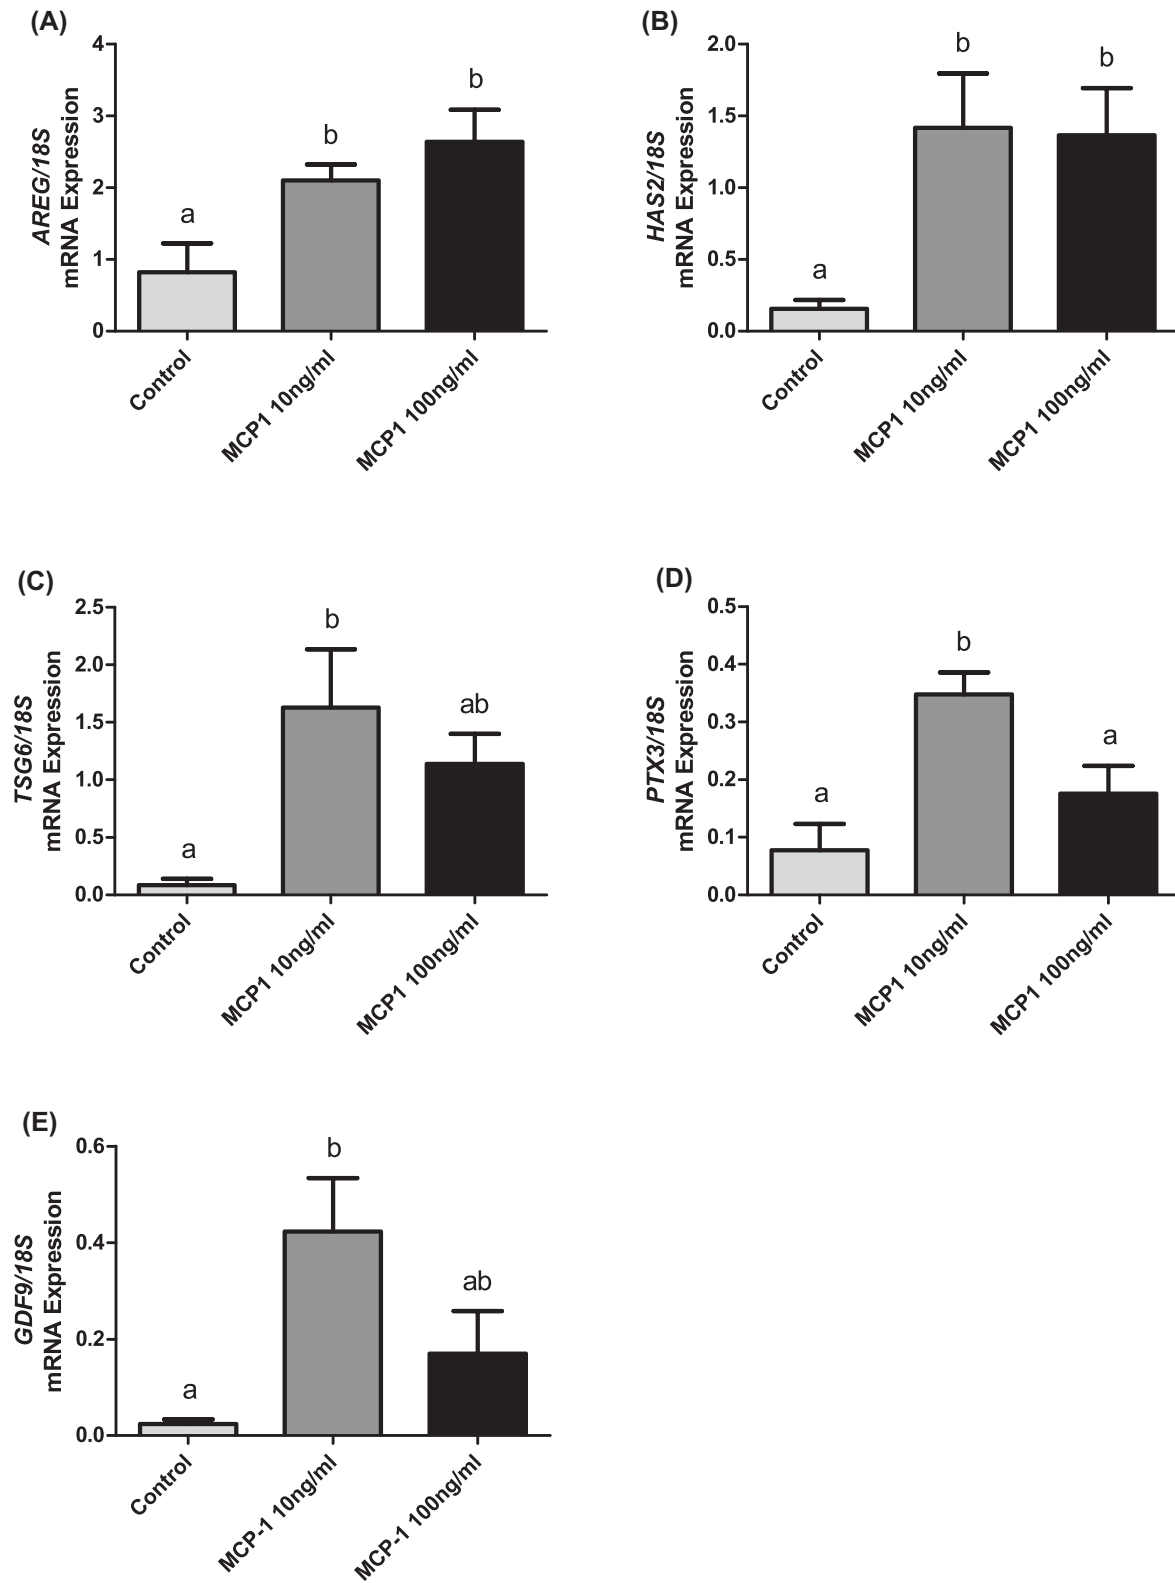 (A)
AREG/18S
mRNA Expression
4
3
2
1
0
a
b
b
Control
MCP1 10ng/ml
MCP1 100ng/ml
(B)
HAS2/18S
mRNA Expression
2.0
1.5
1.0
0.5
0.0
a
b
b
Control
MCP1 10ng/ml
MCP1 100ng/ml
(C)
TSG6/18S
mRNA Expression
2.5
2.0
1.5
1.0
0.5
0.0
a
b
ab
Control
MCP1 10ng/ml
MCP1 100ng/ml
(D)
PTX3/18S
mRNA Expression
0.5
0.4
0.3
0.2
0.1
0.0
a
b
a
Control
MCP1 10ng/ml
MCP1 100ng/ml
(E)
GDF9/18S
mRNA Expression
0.6
0.4
0.2
0.0
a
b
ab
Control
MCP-1 10ng/ml
MCP-1 100ng/ml